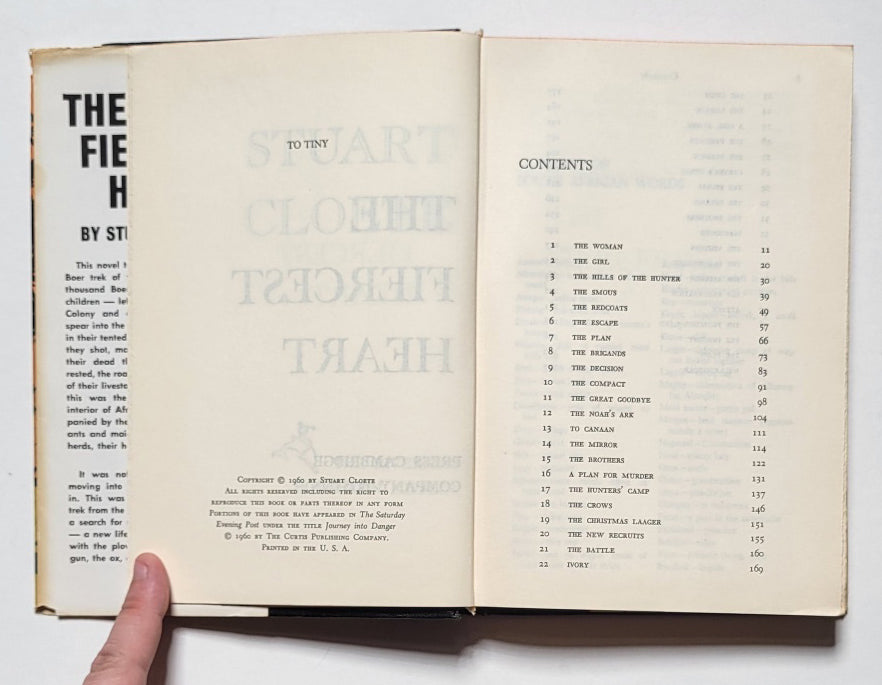 THE
FIE
H
BY STU
This novel t
Boer trek of
thousand Boe
children — le
Colony and
spear into the
in their tented
they shot, mo
their dead tl
rested, the roa
of their livesto
this was the
interior of Afr
panied by the
ants and mai
herds, their h
It was no
moving into
in. This was
trek from the
a search for
— a new life
with the plo
gun, the ox,
TO TINY
STUART
CLOETE
THE
FIERCEST
HEART
Copyright © 1960 by Stuart Cloete
All rights reserved including the right to
reproduce this book or parts thereof in any form
Portions of this book have appeared in The Saturday
Evening Post under the title Journey into Danger
© 1960 by The Curtis Publishing Company.
Printed in the U. S. A.
CONTENTS
1 THE WOMAN 11
2 THE GIRL 20
3 THE HILLS OF THE HUNTER 30
4 THE SMOUS 39
5 THE REDCOATS 49
6 THE ESCAPE 57
7 THE PLAN 66
8 THE BRIGANDS 73
9 THE DECISION 83
10 THE COMPACT 91
11 THE GREAT GOODBYE 98
12 THE NOAH'S ARK 104
13 TO CANAAN 111
14 THE MIRROR 114
15 THE BROTHERS 122
16 A PLAN FOR MURDER 131
17 THE HUNTERS' CAMP 137
18 THE CROWS 146
19 THE CHRISTMAS LAAGER 151
20 THE NEW RECRUITS 155
21 THE BATTLE 160
22 IVORY 169